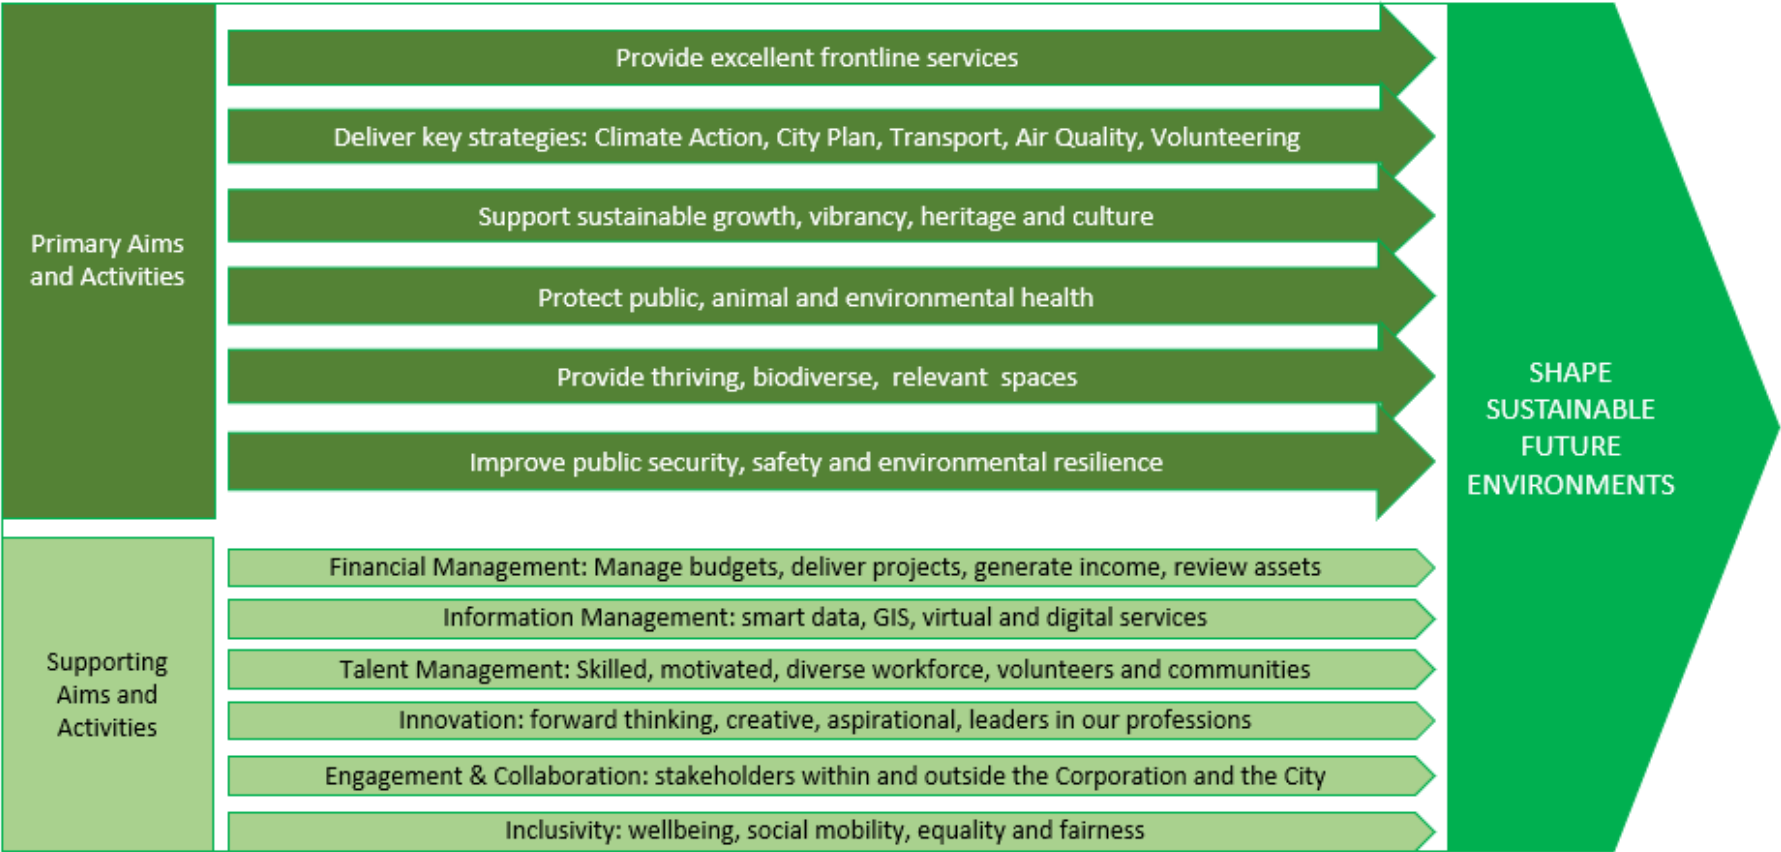 Primary Aims
and Activities
Provide excellent frontline services
Deliver key strategies: Climate Action, City Plan, Transport, Air Quality, Volunteering
Support sustainable growth, vibrancy, heritage and culture
Protect public, animal and environmental health
Provide thriving, biodiverse, relevant spaces
Improve public security, safety and environmental resilience
Supporting
Aims and
Activities
Financial Management: Manage budgets, deliver projects, generate income, review assets
Information Management: smart data, GIS, virtual and digital services
Talent Management: Skilled, motivated, diverse workforce, volunteers and communities
Innovation: forward thinking, creative, aspirational, leaders in our professions
Engagement & Collaboration: stakeholders within and outside the Corporation and the City
Inclusivity: wellbeing, social mobility, equality and fairness
SHAPE
SUSTAINABLE
FUTURE
ENVIRONMENTS